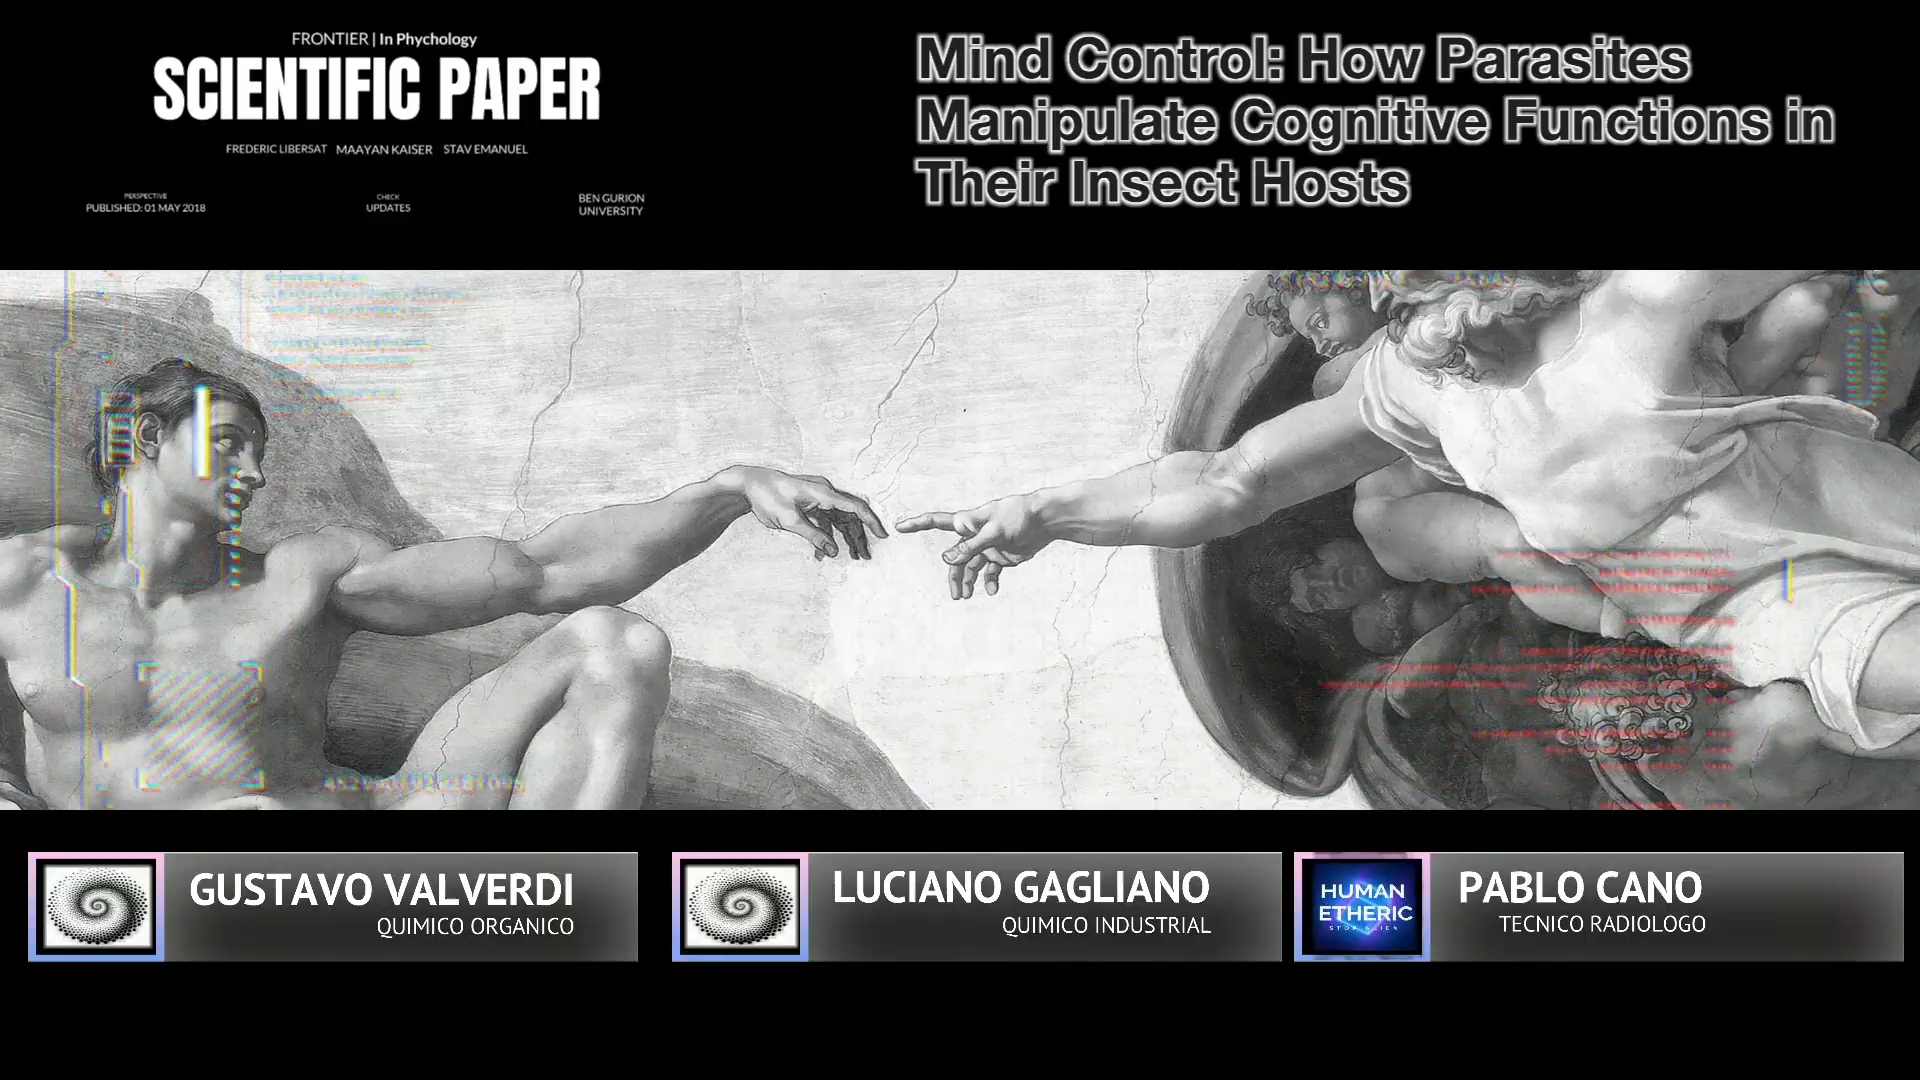 FRONTIER | In Phychology
SCIENTIFIC PAPER
FREDERIC LIBERSAT MAAYAN KAISER STAV EMANUEL
PERSPECTIVE
PUBLISHED: 01 MAY 2018
CHECK
UPDATES
BEN GURION
UNIVERSITY
Mind Control: How Parasites
Manipulate Cognitive Functions in
Their Insect Hosts
GUSTAVO VALVERDI
QUIMICO ORGANICO
LUCIANO GAGLIANO
QUIMICO INDUSTRIAL
HUMAN
ETHERIC
STOP ALIEN
PABLO CANO
TECNICO RADIOLOGO